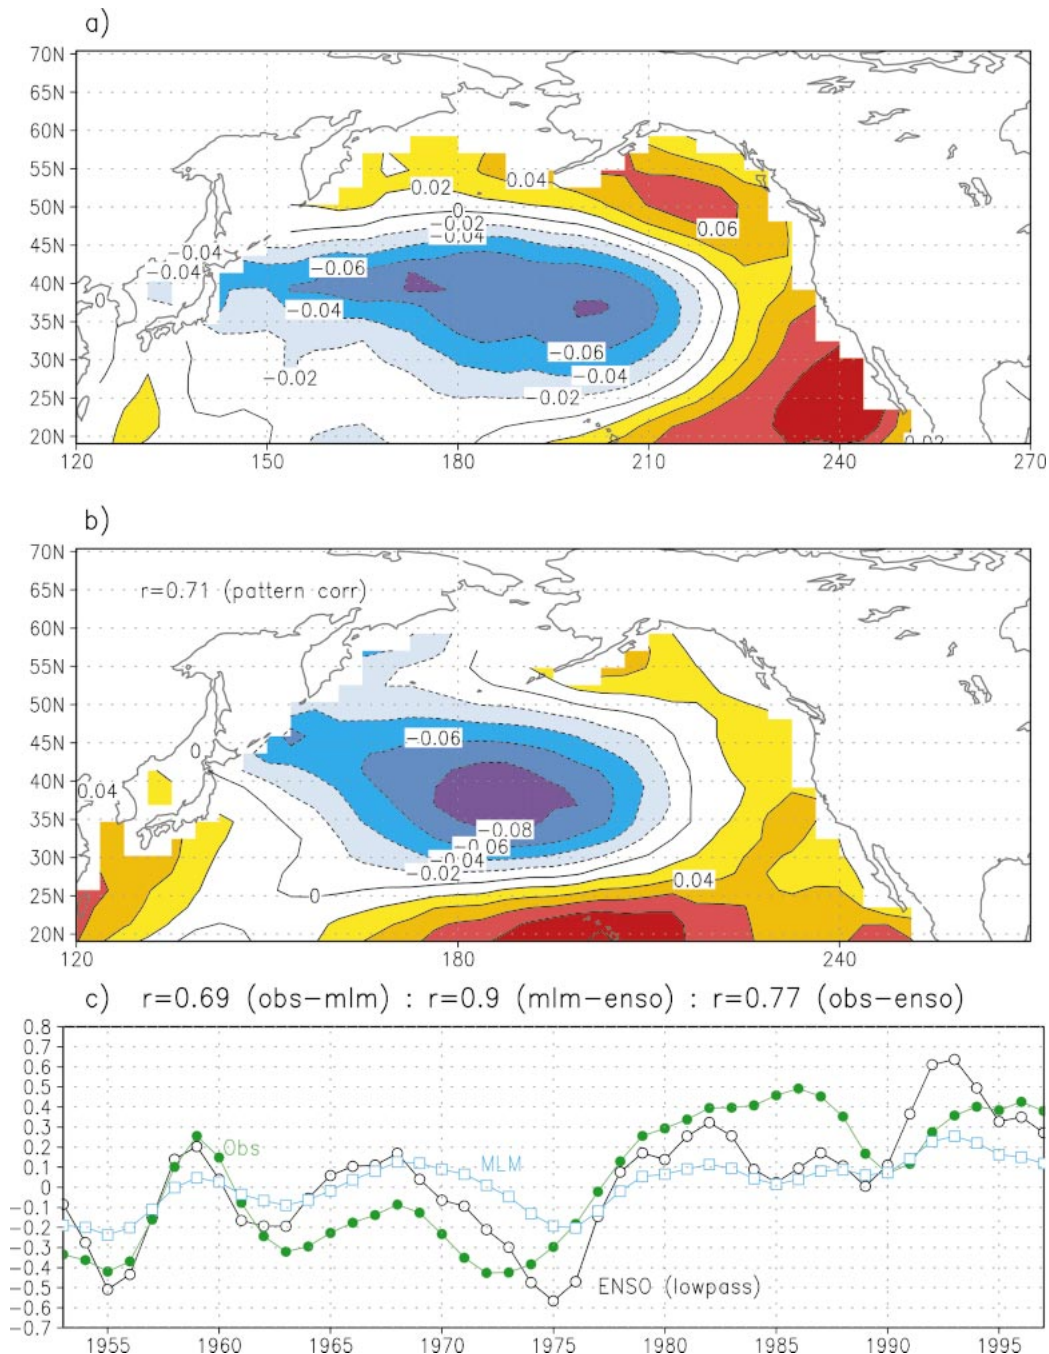 a)
70N
65N
60N
55N
50N
45N
40N
35N
30N
25N
20N
0.02
0.04
0
-0.02
-0.04
0.06
-0.04
-0.04
-0.06
0
-0.04
-0.06
-0.02
-0.04
-0.02
120 150 180 210 240 270
b)
70N
r=0.71 (pattern corr)
65N
60N
55N
50N
45N
-0.06
0
40N
0.04
35N
-0.08
-0.06
30N
-0.04
-0.02
0.04
25N
0
20N
120 180 240
c) r=0.69 (obs-mlm) : r=0.9 (mlm-enso) : r=0.77 (obs-enso)
0.8
0.7
0.6
0.5
0.4
0.3
0.2
Obs
MLM
0.1
0
-0.1
-0.2
-0.3
-0.4
-0.5
ENSO (lowpass)
-0.6
-0.7
1955 1960 1965 1970 1975 1980 1985 1990 1995